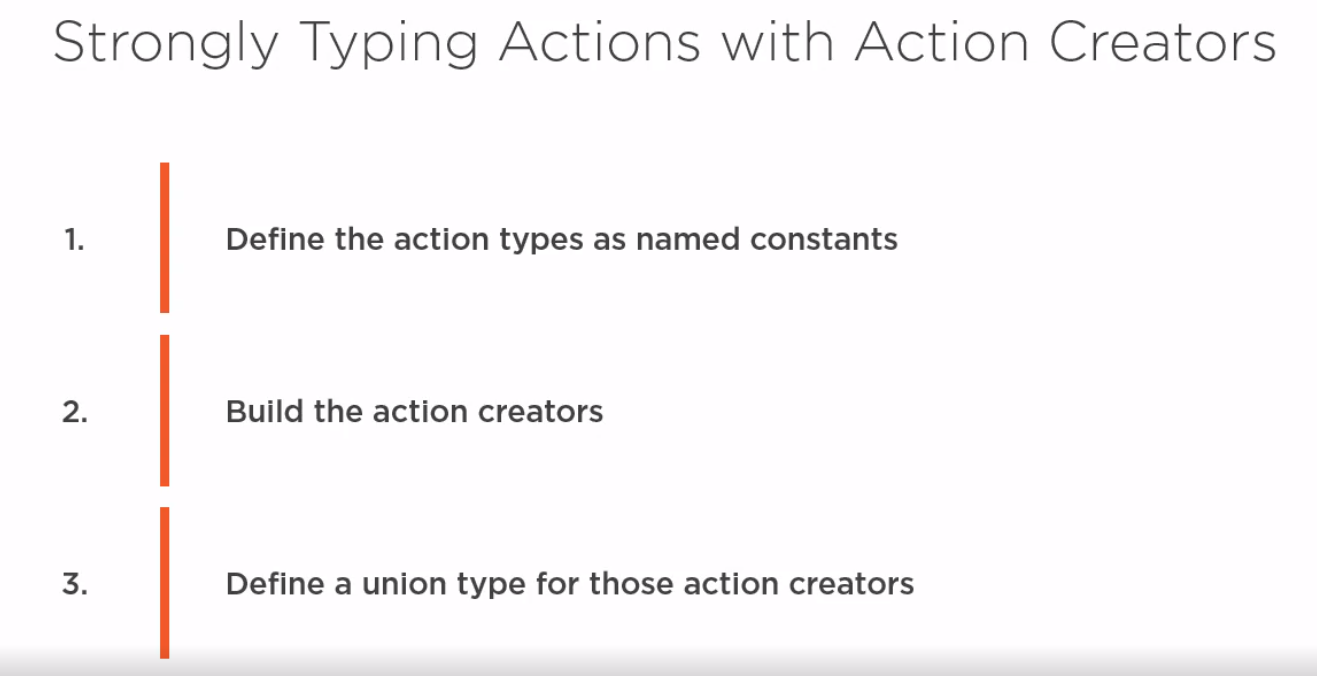 Strongly Typing Actions with Action Creators
1. Define the action types as named constants
2. Build the action creators
3. Define a union type for those action creators